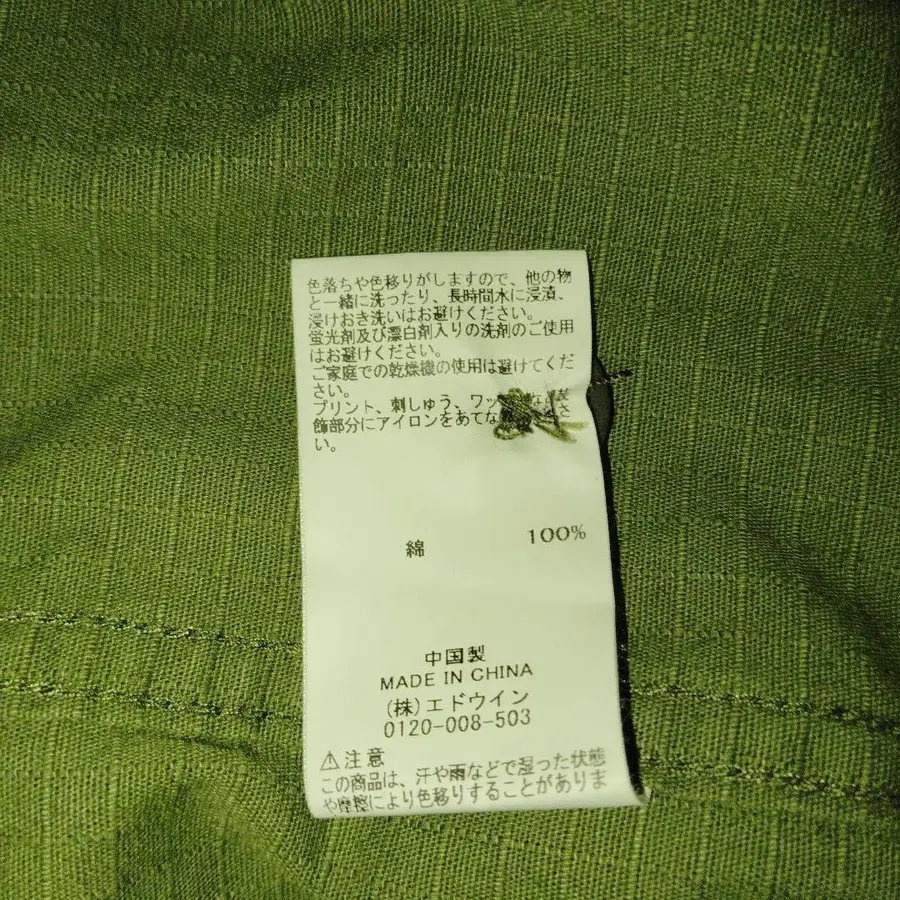 色落ちや色移りがしますので、他の物
と一緒に洗ったり、長時間水に浸漬、
浸けおき洗いはお避けください。
蛍光剤及び漂白剤入りの洗剤のご使用
はお避けください。
ご家庭での乾燥機の使用は避けてくだ
さい。
プリント、刺しゅう、ワッ
飾部分にアイロンをあてな
い。
綿 100%
中国製
MADE IN CHINA
(株)エドウイン
0120-008-503
⚠注意
この商品は、汗や雨などで湿った状態
や摩擦により色移りすることがありま